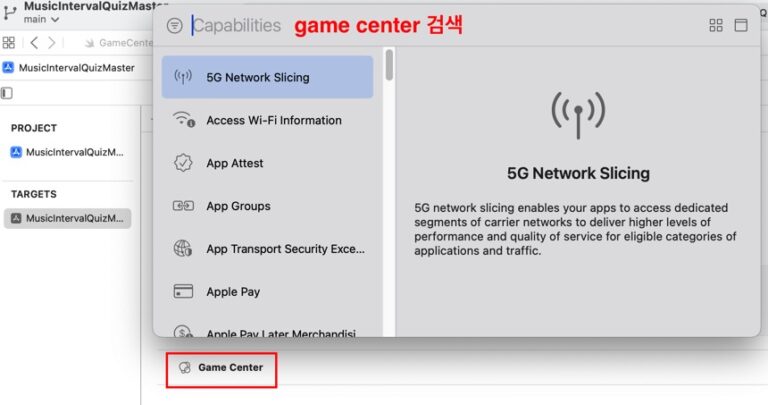 MusicIntervalQuizMaster
main
Capabilities
game center 검색
GameCente
MusicIntervalQuizMaster
PROJECT
MusicIntervalQuizM...
TARGETS
MusicIntervalQuizM...
5G Network Slicing
Access Wi-Fi Information
App Attest
App Groups
App Transport Security Exce...
Apple Pay
Apple Pay Later Merchandisi
5G Network Slicing
5G network slicing enables your apps to access dedicated
segments of carrier networks to deliver higher levels of
performance and quality of service for eligible categories of
applications and traffic.
Game Center